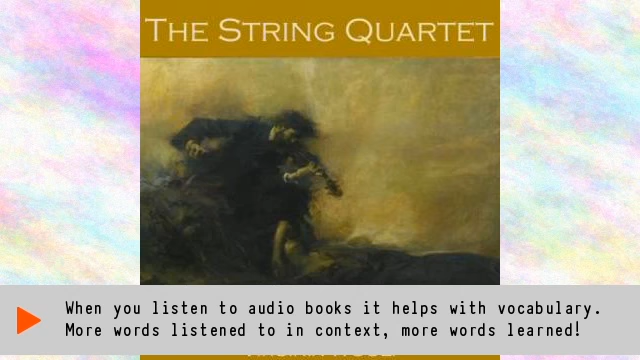 The String Quartet
When you listen to audio books it helps with vocabulary.
More words listened to in context, more words learned!